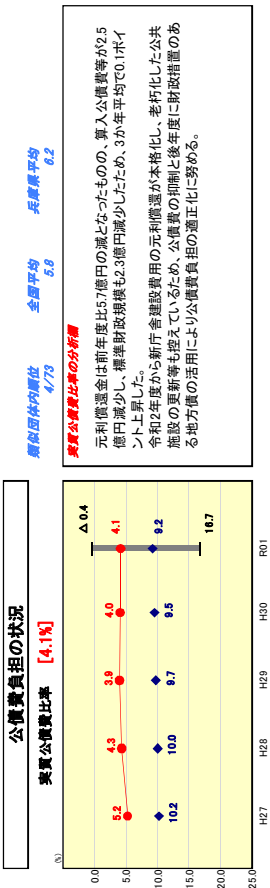 公債費負担の状況
実質公債費比率 [4.1%]
類似団体内順位 全国平均 兵庫県平均
4/73 5.8 6.2
(%)
0.0
5.0
10.0
15.0
20.0
25.0
5.2
4.3
3.9
4.0
4.1
10.2
10.0
9.7
9.5
9.2
△ 0.4
16.7
H27 H28 H29 H30 R01
実質公債費比率の分析欄
元利償還金は前年度比5.7億円の減となったものの、算入公債費等が2.5
億円減少し、標準財政規模も2.3億円減少したため、3か年平均で0.1ポイ
ント上昇した。
令和2年度から新庁舎建設費用の元利償還が本格化し、老朽化した公共
施設の更新等も控えているため、公債費の抑制と後年度に財政措置のあ
る地方債の活用により公債費負担の適正化に努める。